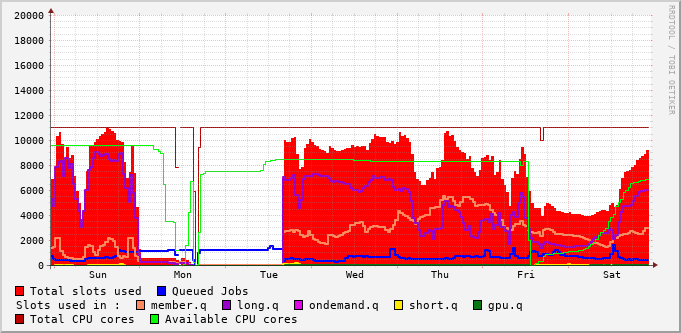 20000
18000
16000
14000
12000
10000
8000
6000
4000
2000
0
Sun Mon Tue Wed Thu Fri Sat
RRDTOOL / TOBI OETIKER
Total slots used Queued Jobs
Slots used in : member.q long.q ondemand.q short.q gpu.q
Total CPU cores Available CPU cores